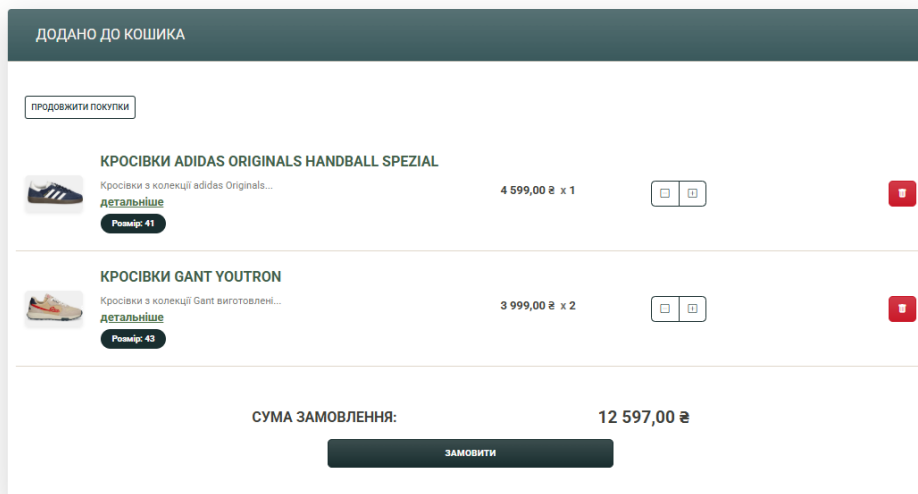 ДОДАНО ДО КОШИКА
ПРОДОВЖИТИ ПОКУПКИ
КРОСІВКИ ADIDAS ORIGINALS HANDBALL SPEZIAL
Кросівки з колекції adidas Originals...
детальніше
Розмір: 41
4 599,00 ₴ x 1
КРОСІВКИ GANT YOUTRON
Кросівки з колекції Gant виготовлені...
детальніше
Розмір: 43
3 999,00 ₴ x 2
СУМА ЗАМОВЛЕННЯ: 12 597,00 ₴
ЗАМОВИТИ